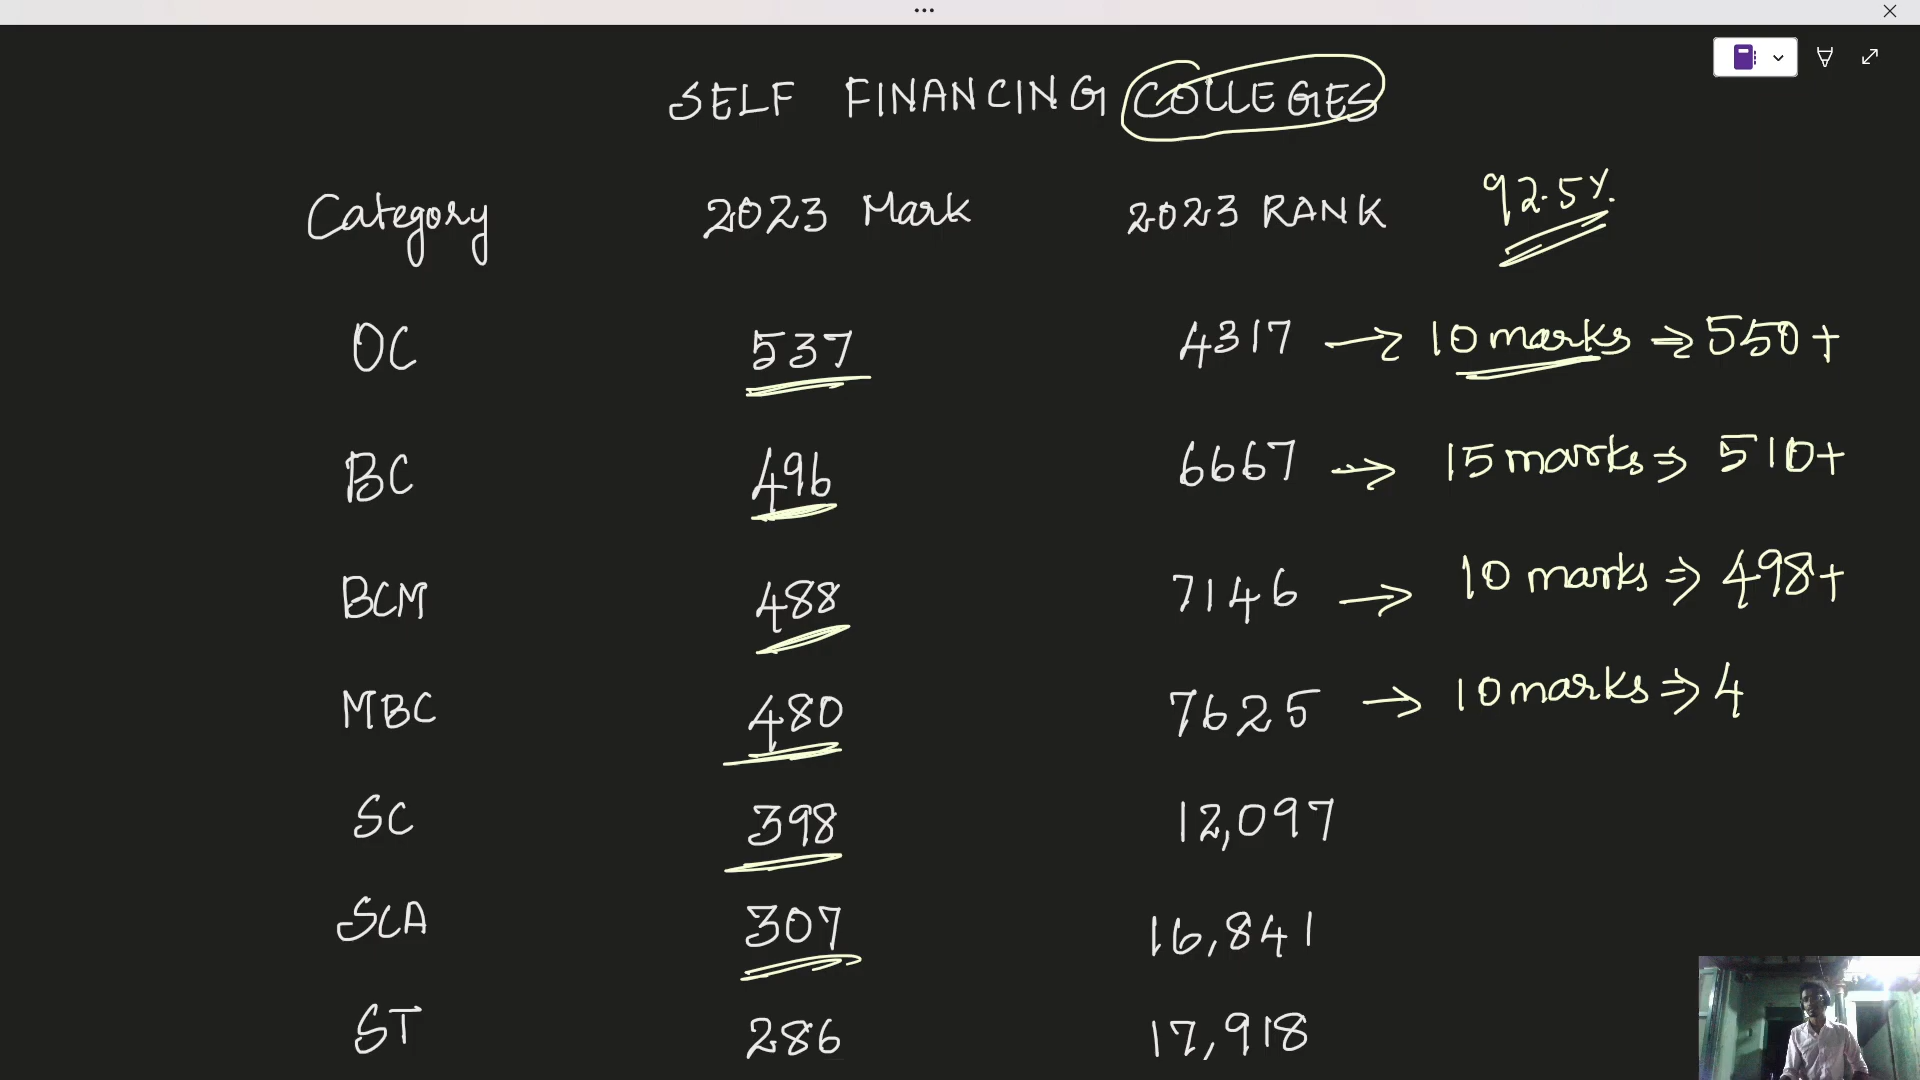 SELF FINANCING COLLEGES
Category 2023 Mark 2023 RANK 92.5%
OC 537 4317 → 10 marks ⇒ 550+
BC 496 6667 → 15 marks ⇒ 510+
BCM 488 7146 → 10 marks ⇒ 498+
MBC 480 7625 → 10 marks ⇒ 4
SC 398 12,097
SCA 307 16,841
ST 286 17,918